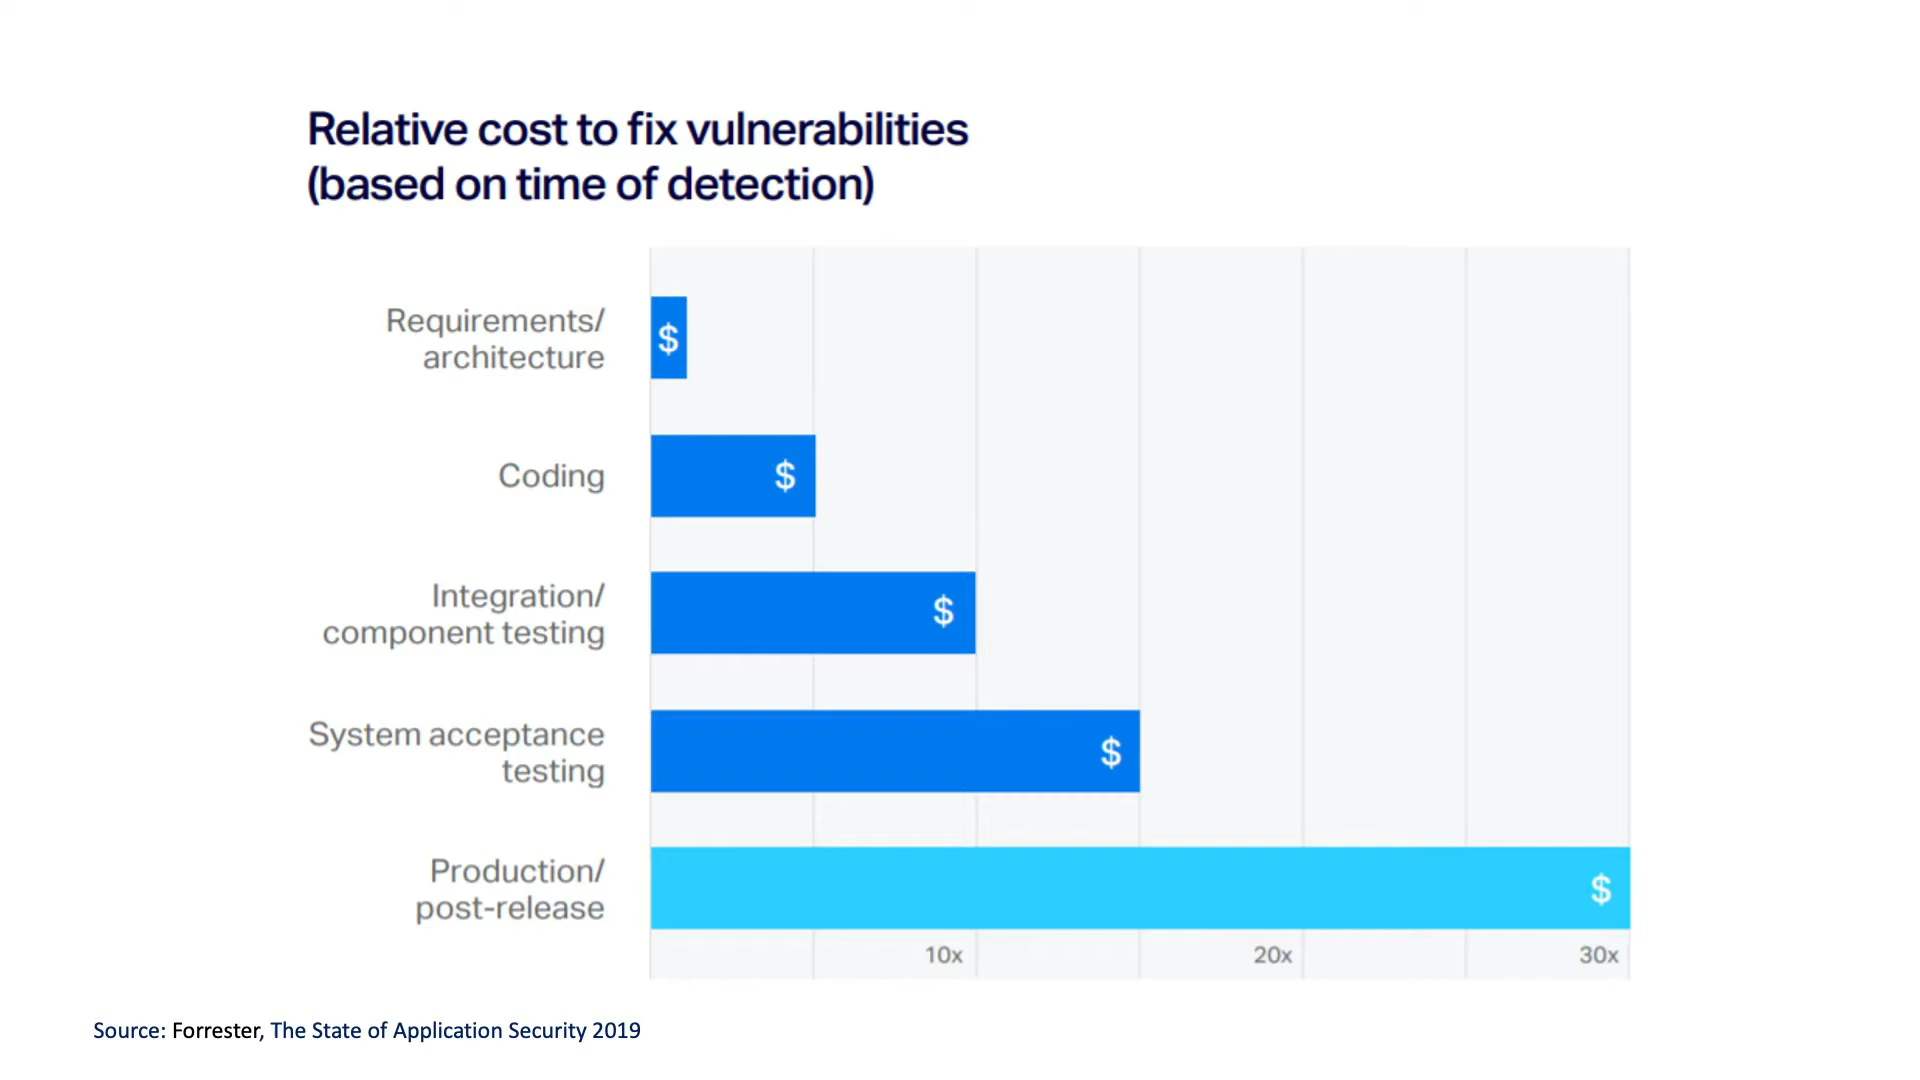 Relative cost to fix vulnerabilities
(based on time of detection)
Requirements/
architecture
$
Coding
$
Integration/
component testing
$
System acceptance
testing
$
Production/
post-release
$
10x
20x
30x
Source: Forrester, The State of Application Security 2019